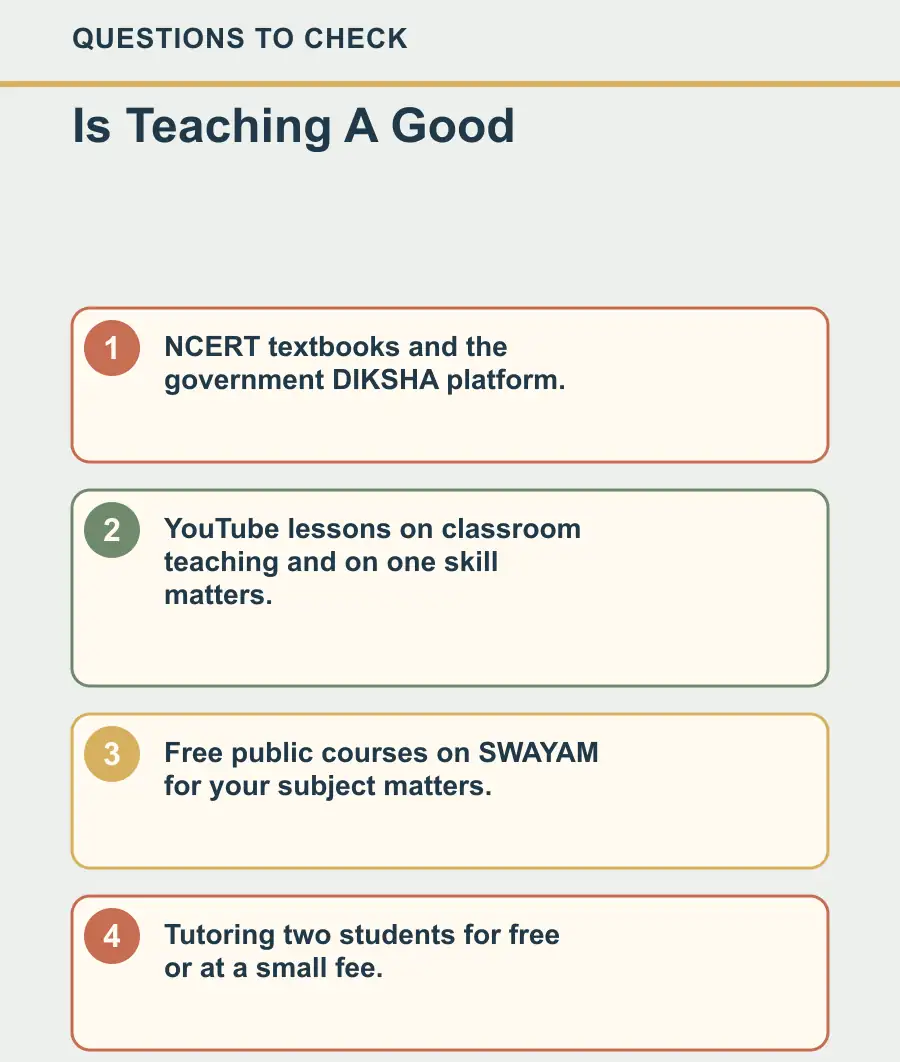 QUESTIONS TO CHECK
Is Teaching A Good
1
NCERT textbooks and the
government DIKSHA platform.
2
YouTube lessons on classroom
teaching and on one skill
matters.
3
Free public courses on SWAYAM
for your subject matters.
4
Tutoring two students for free
or at a small fee.